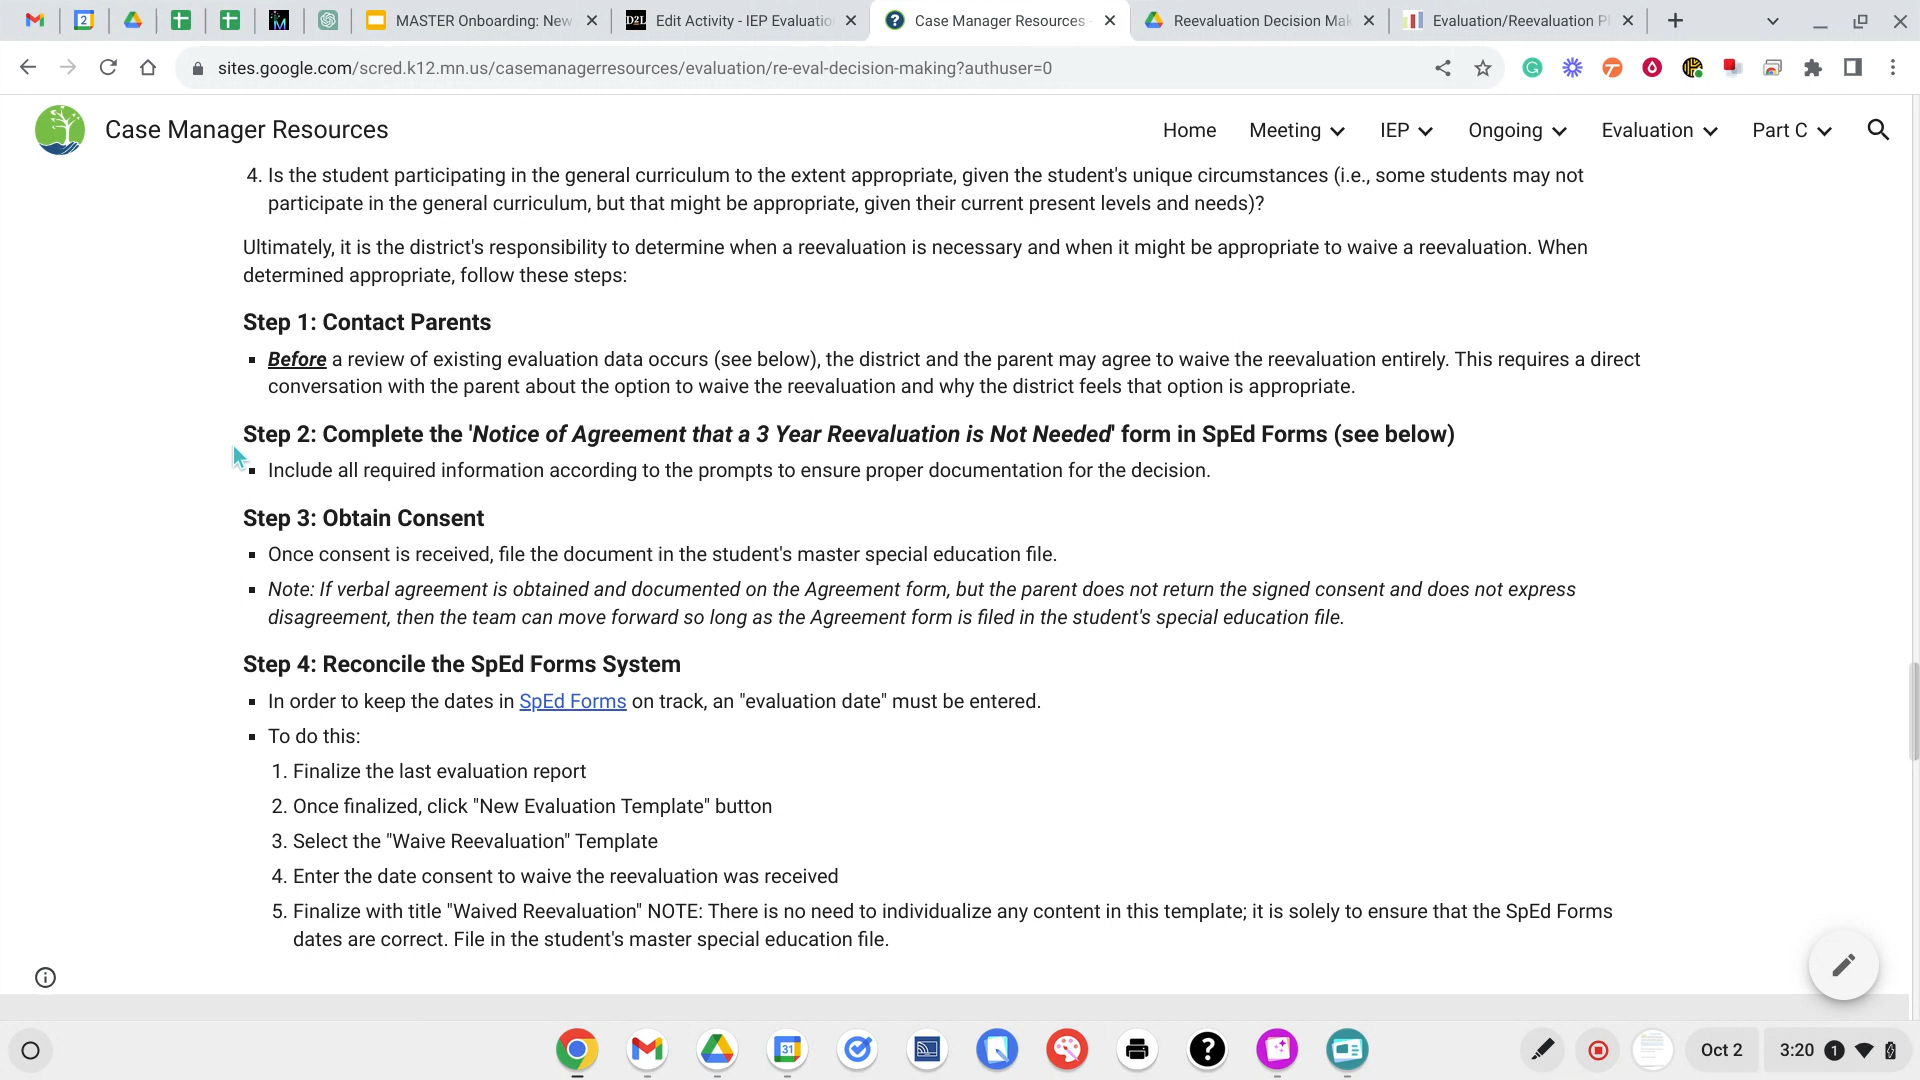 MASTER Onboarding: New
D2L
Edit Activity - IEP Evaluatio
Case Manager Resources
Reevaluation Decision Mak
Evaluation/Reevaluation Pl
sites.google.com/scred.k12.mn.us/casemanagerresources/evaluation/re-eval-decision-making?authuser=0
Case Manager Resources
Home Meeting IEP Ongoing Evaluation Part C
4. Is the student participating in the general curriculum to the extent appropriate, given the student's unique circumstances (i.e., some students may not
participate in the general curriculum, but that might be appropriate, given their current present levels and needs)?
Ultimately, it is the district's responsibility to determine when a reevaluation is necessary and when it might be appropriate to waive a reevaluation. When
determined appropriate, follow these steps:
Step 1: Contact Parents
▪ Before a review of existing evaluation data occurs (see below), the district and the parent may agree to waive the reevaluation entirely. This requires a direct
conversation with the parent about the option to waive the reevaluation and why the district feels that option is appropriate.
Step 2: Complete the 'Notice of Agreement that a 3 Year Reevaluation is Not Needed' form in SpEd Forms (see below)
▪ Include all required information according to the prompts to ensure proper documentation for the decision.
Step 3: Obtain Consent
▪ Once consent is received, file the document in the student's master special education file.
▪ Note: If verbal agreement is obtained and documented on the Agreement form, but the parent does not return the signed consent and does not express
disagreement, then the team can move forward so long as the Agreement form is filed in the student's special education file.
Step 4: Reconcile the SpEd Forms System
▪ In order to keep the dates in SpEd Forms on track, an "evaluation date" must be entered.
▪ To do this:
1. Finalize the last evaluation report
2. Once finalized, click "New Evaluation Template" button
3. Select the "Waive Reevaluation" Template
4. Enter the date consent to waive the reevaluation was received
5. Finalize with title "Waived Reevaluation" NOTE: There is no need to individualize any content in this template; it is solely to ensure that the SpEd Forms
dates are correct. File in the student's master special education file.
31
Oct 2
3:20
1